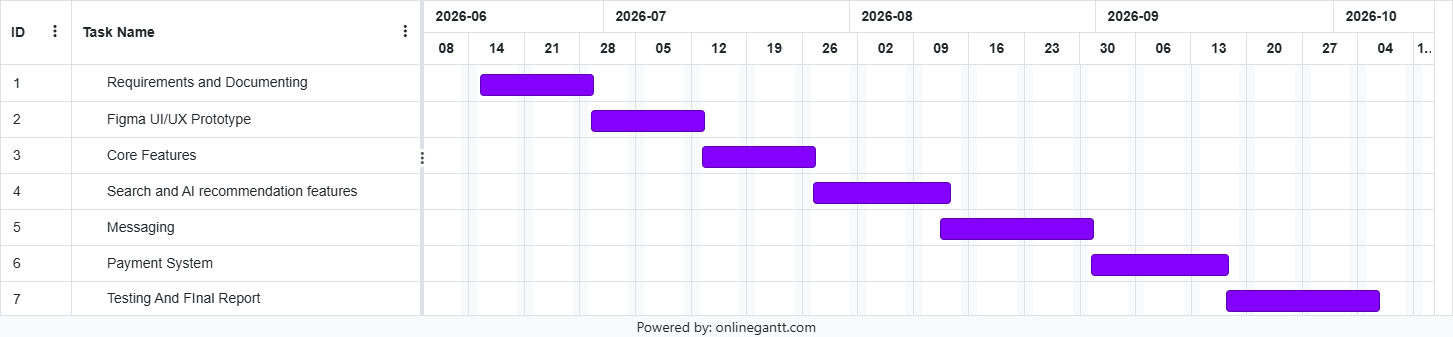 ID
Task Name
2026-06 2026-07 2026-08 2026-09 2026-10
08 14 21 28 05 12 19 26 02 09 16 23 30 06 13 20 27 04 1..
1 Requirements and Documenting
2 Figma UI/UX Prototype
3 Core Features
4 Search and AI recommendation features
5 Messaging
6 Payment System
7 Testing And FInal Report
Powered by: onlinegantt.com